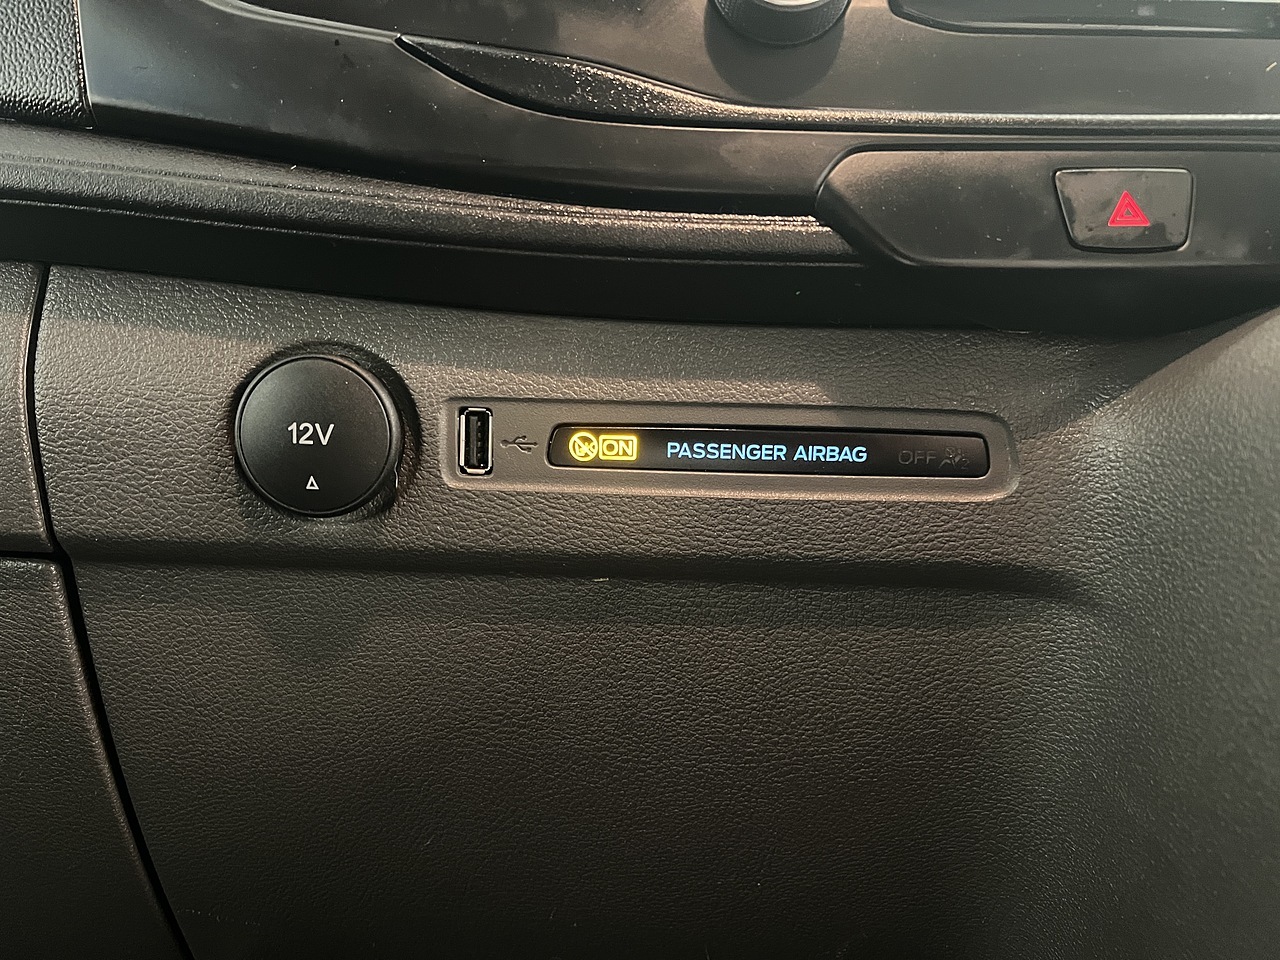 12V
ON PASSENGER AIRBAG OFF